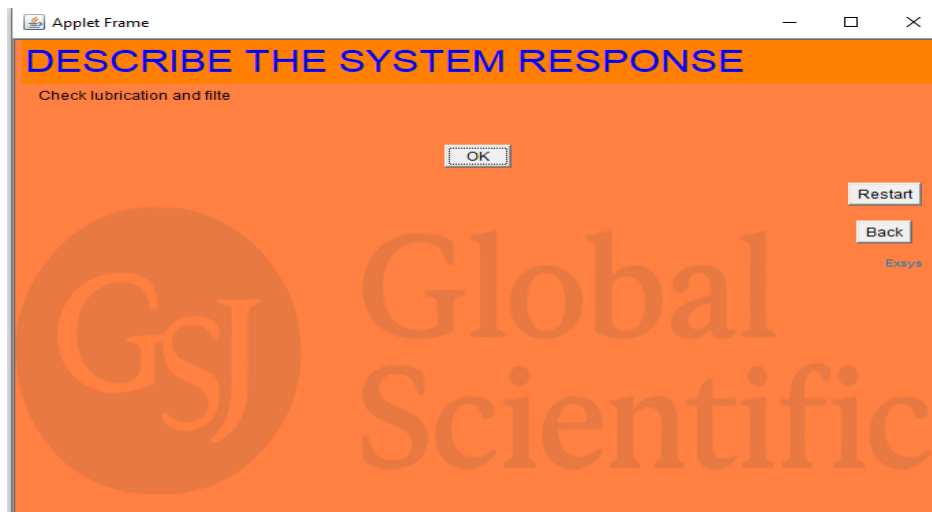 Applet Frame
DESCRIBE THE SYSTEM RESPONSE
Check lubrication and filte
OK
Restart
Back
Exsys
GSJ
Global
Scientific